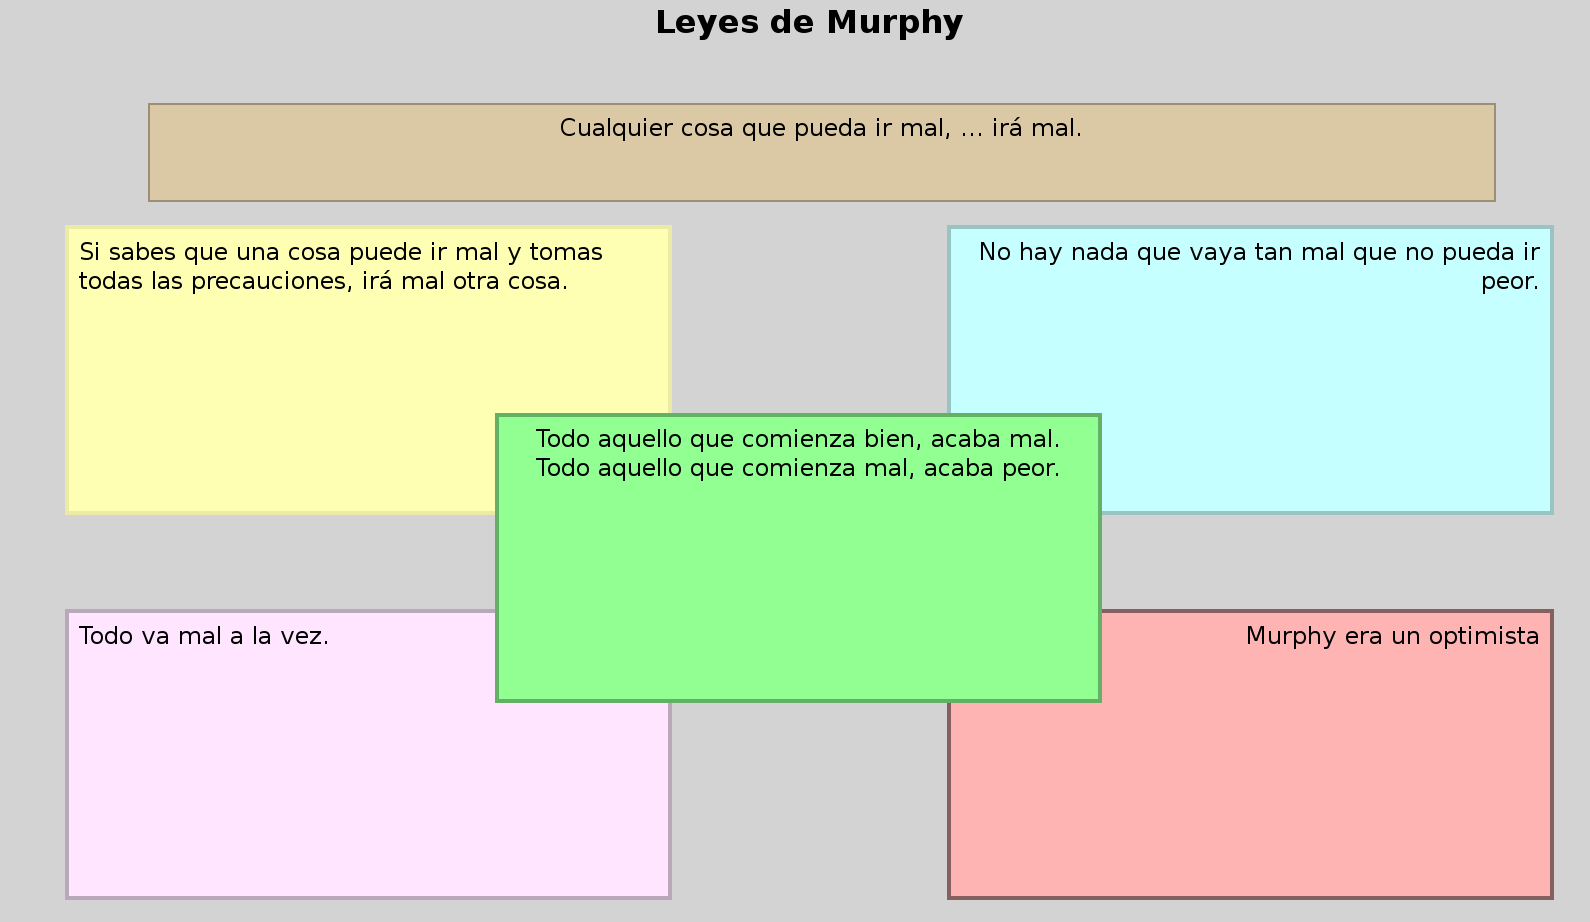 Leyes de Murphy
Cualquier cosa que pueda ir mal, ... irá mal.
Si sabes que una cosa puede ir mal y tomas
todas las precauciones, irá mal otra cosa.
No hay nada que vaya tan mal que no pueda ir
peor.
Todo aquello que comienza bien, acaba mal.
Todo aquello que comienza mal, acaba peor.
Todo va mal a la vez.
Murphy era un optimista